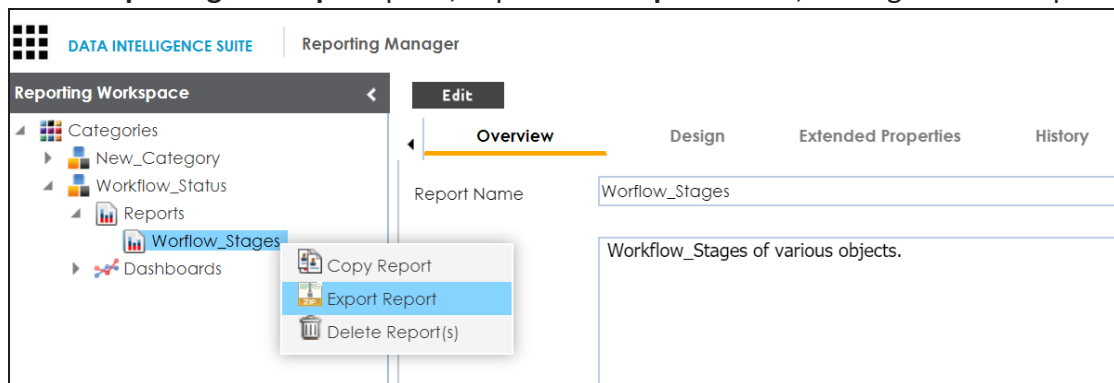 DATA INTELLIGENCE SUITE Reporting Manager
Reporting Workspace
Edit
Categories
New_Category
Workflow_Status
Reports
Worflow_Stages
Dashboards
Copy Report
Export Report
Delete Report(s)
Overview Design Extended Properties History
Report Name Worflow_Stages
Workflow_Stages of various objects.